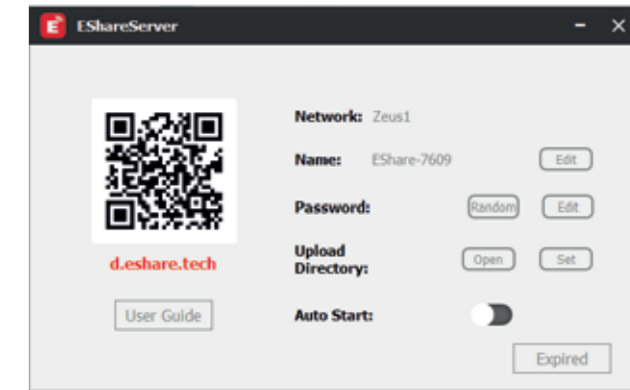 EShareServer
Network: Zeus1
Name: EShare-7609 Edit
Password: Random Edit
d.eshare.tech
Upload
Directory: Open Set
User Guide
Auto Start:
Expired